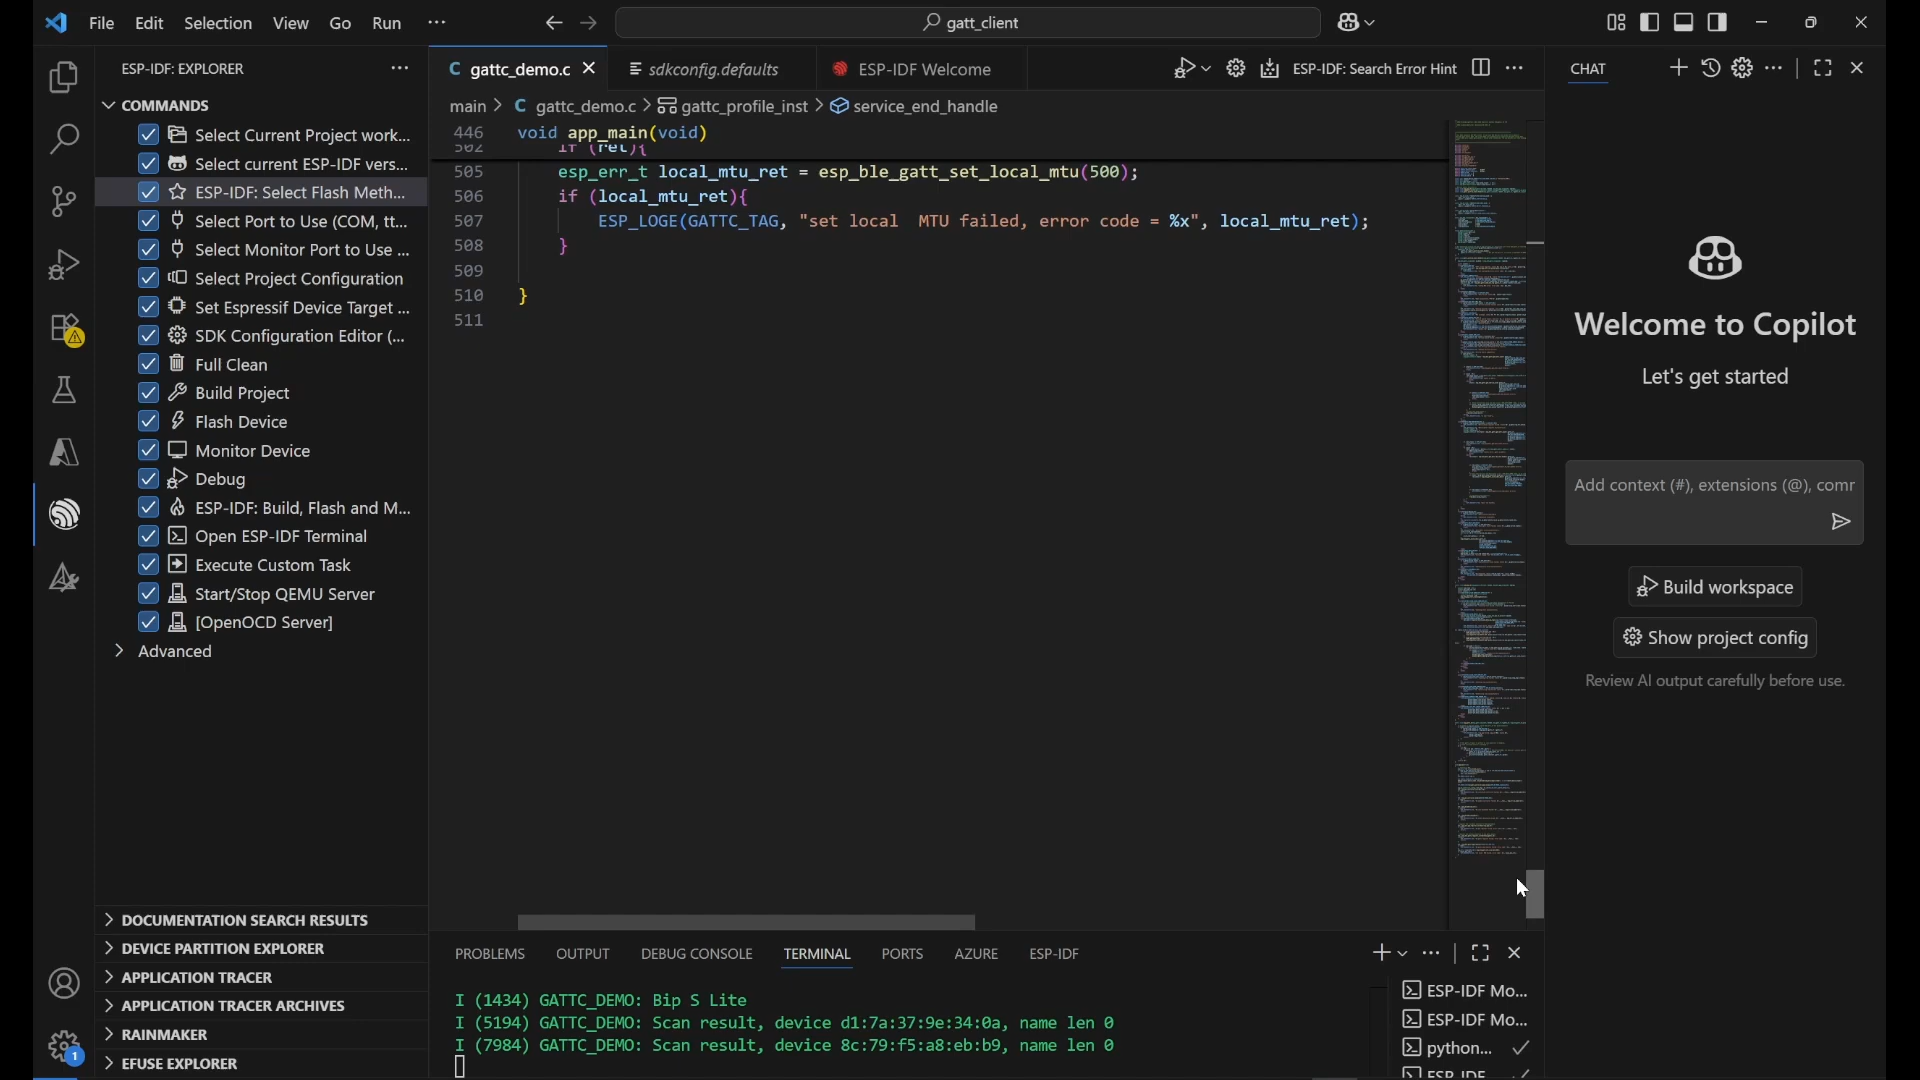 File Edit Selection View Go Run ···
gatt_client
ESP-IDF: EXPLORER
COMMANDS
Select Current Project work...
Select current ESP-IDF vers...
ESP-IDF: Select Flash Meth...
Select Port to Use (COM, tt...
Select Monitor Port to Use ...
Select Project Configuration
Set Espressif Device Target ...
SDK Configuration Editor (...
Full Clean
Build Project
Flash Device
Monitor Device
Debug
ESP-IDF: Build, Flash and M...
Open ESP-IDF Terminal
Execute Custom Task
Start/Stop QEMU Server
[OpenOCD Server]
Advanced
DOCUMENTATION SEARCH RESULTS
DEVICE PARTITION EXPLORER
APPLICATION TRACER
APPLICATION TRACER ARCHIVES
RAINMAKER
EFUSE EXPLORER
1
C gattc_demo.c
sdkconfig.defaults
ESP-IDF Welcome
ESP-IDF: Search Error Hint
main > C gattc_demo.c > gattc_profile_inst > service_end_handle
446 void app_main(void)
502 if (ret){
505 esp_err_t local_mtu_ret = esp_ble_gatt_set_local_mtu(500);
506 if (local_mtu_ret){
507 ESP_LOGE(GATTC_TAG, "set local  MTU failed, error code = %x", local_mtu_ret);
508 }
509
510 }
511
PROBLEMS OUTPUT DEBUG CONSOLE TERMINAL PORTS AZURE ESP-IDF
I (1434) GATTC_DEMO: Bip S Lite
I (5194) GATTC_DEMO: Scan result, device d1:7a:37:9e:34:0a, name len 0
I (7984) GATTC_DEMO: Scan result, device 8c:79:f5:a8:eb:b9, name len 0
ESP-IDF Mo...
ESP-IDF Mo...
python...
ESP-IDF
CHAT
Welcome to Copilot
Let's get started
Add context (#), extensions (@), comr
Build workspace
Show project config
Review AI output carefully before use.